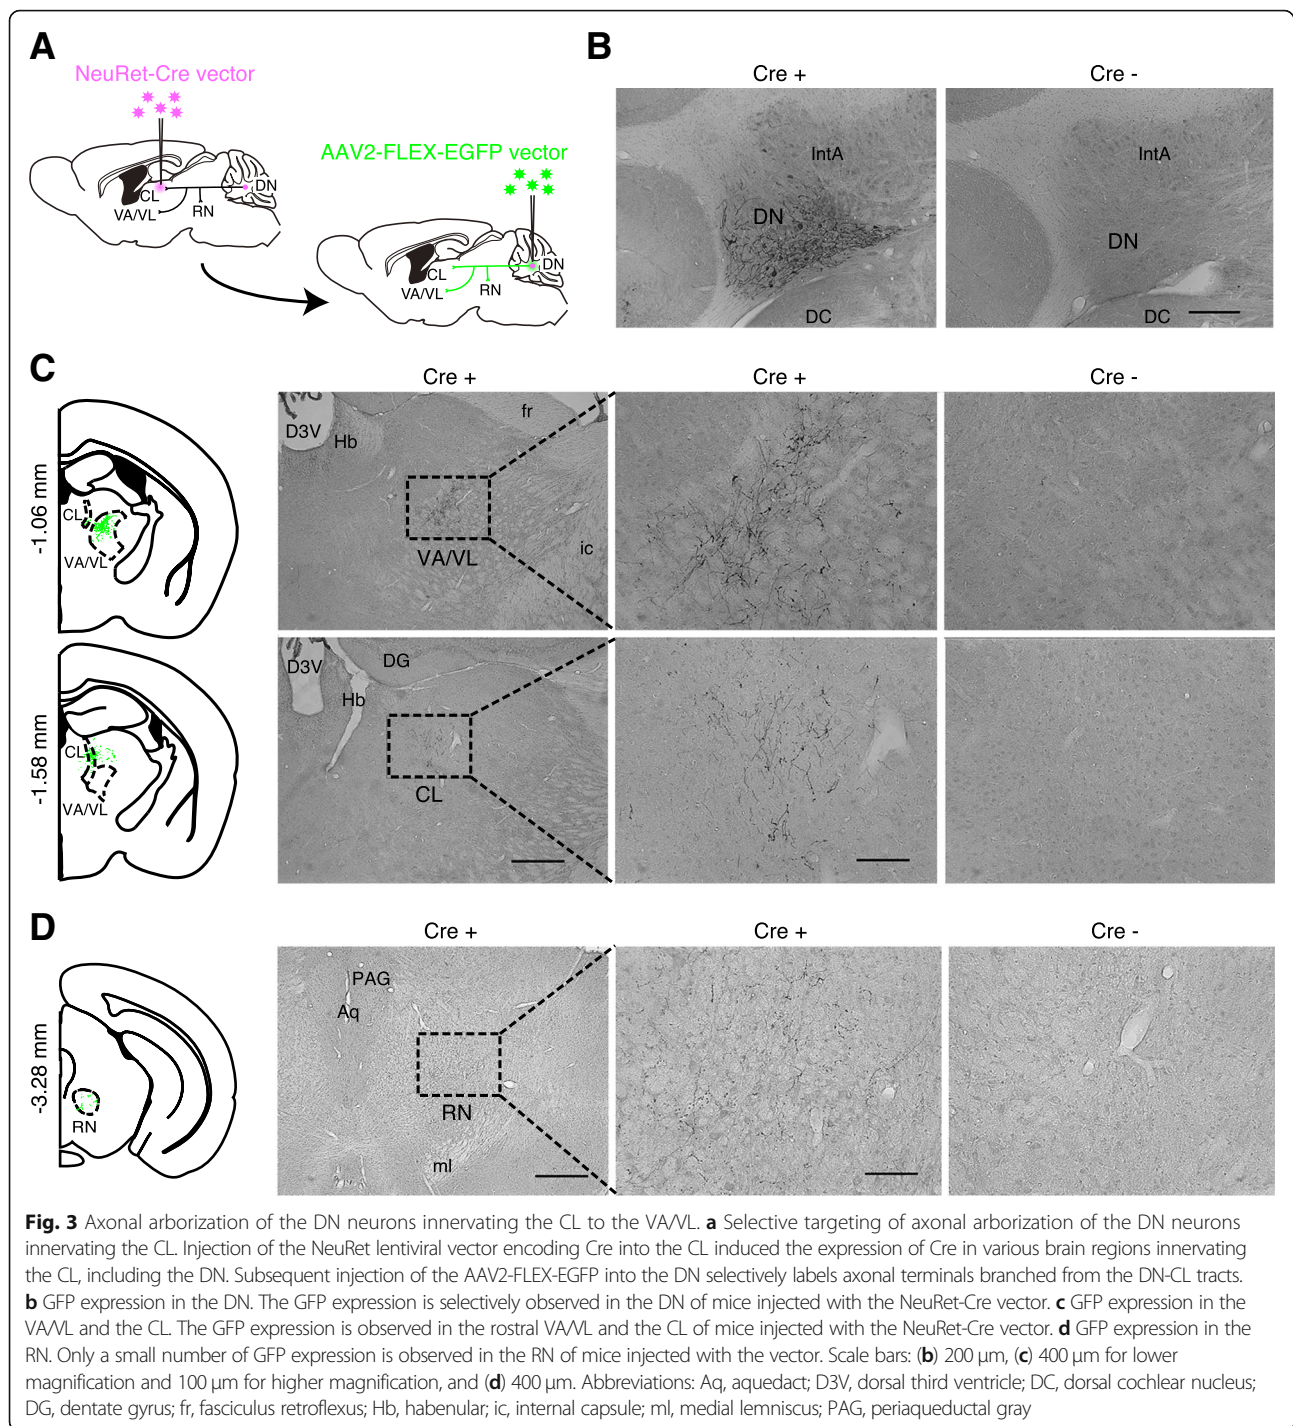 A
NeuRet-Cre vector
CL
VA/VL
RN
DN
AAV2-FLEX-EGFP vector
CL
VA/VL
RN
DN
B
Cre +
Cre -
IntA
DN
DC
IntA
DN
DC
C
Cre +
Cre +
Cre -
-1.06 mm
CL
VA/VL
D3V
Hb
fr
VA/VL
ic
-1.58 mm
CL
VA/VL
D3V
DG
Hb
CL
D
Cre +
Cre +
Cre -
-3.28 mm
RN
PAG
Aq
RN
ml
Fig. 3 Axonal arborization of the DN neurons innervating the CL to the VA/VL. a Selective targeting of axonal arborization of the DN neurons
innervating the CL. Injection of the NeuRet lentiviral vector encoding Cre into the CL induced the expression of Cre in various brain regions innervating
the CL, including the DN. Subsequent injection of the AAV2-FLEX-EGFP into the DN selectively labels axonal terminals branched from the DN-CL tracts.
b GFP expression in the DN. The GFP expression is selectively observed in the DN of mice injected with the NeuRet-Cre vector. c GFP expression in the
VA/VL and the CL. The GFP expression is observed in the rostral VA/VL and the CL of mice injected with the NeuRet-Cre vector. d GFP expression in the
RN. Only a small number of GFP expression is observed in the RN of mice injected with the vector. Scale bars: (b) 200 μm, (c) 400 μm for lower
magnification and 100 μm for higher magnification, and (d) 400 μm. Abbreviations: Aq, aquedact; D3V, dorsal third ventricle; DC, dorsal cochlear nucleus;
DG, dentate gyrus; fr, fasciculus retroflexus; Hb, habenular; ic, internal capsule; ml, medial lemniscus; PAG, periaqueductal gray